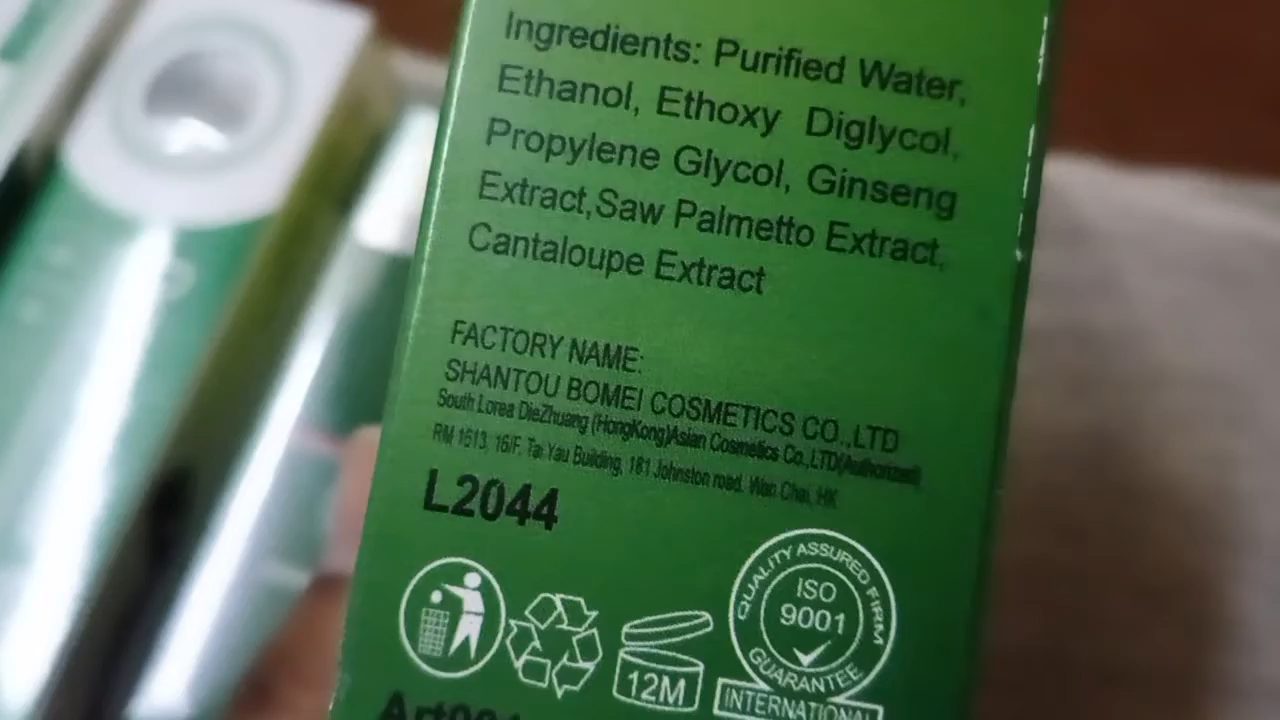 Ingredients: Purified Water,
Ethanol, Ethoxy Diglycol,
Propylene Glycol, Ginseng
Extract,Saw Palmetto Extract,
Cantaloupe Extract
FACTORY NAME:
SHANTOU BOMEI COSMETICS CO.,LTD
South Lorea DieZhuang (HongKong)Asian Cosmetics Co.,LTD(Authorized)
RM 1613, 16/F, Tai Yau Building, 181 Johnston road, Wan Chai, HK
L2044
QUALITY ASSURED FIRM
ISO
9001
GUARANTEE
12M
INTERNATIONAL